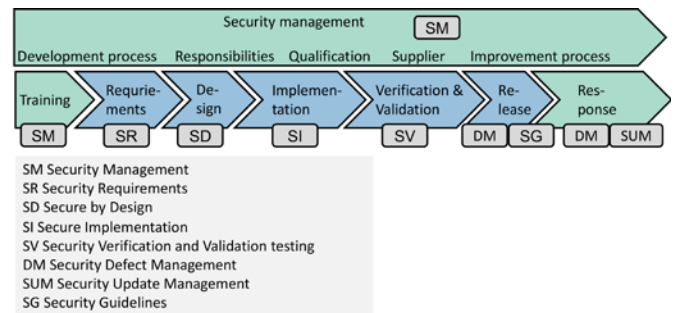 Security management SM
Development process Responsibilities Qualification Supplier Improvement process
Training
Requrie-
ments
De-
sign
Implemen-
tation
Verification &
Validation
Re-
lease
Res-
ponse
SM SR SD SI SV DM SG DM SUM
SM Security Management
SR Security Requirements
SD Secure by Design
SI Secure Implementation
SV Security Verification and Validation testing
DM Security Defect Management
SUM Security Update Management
SG Security Guidelines